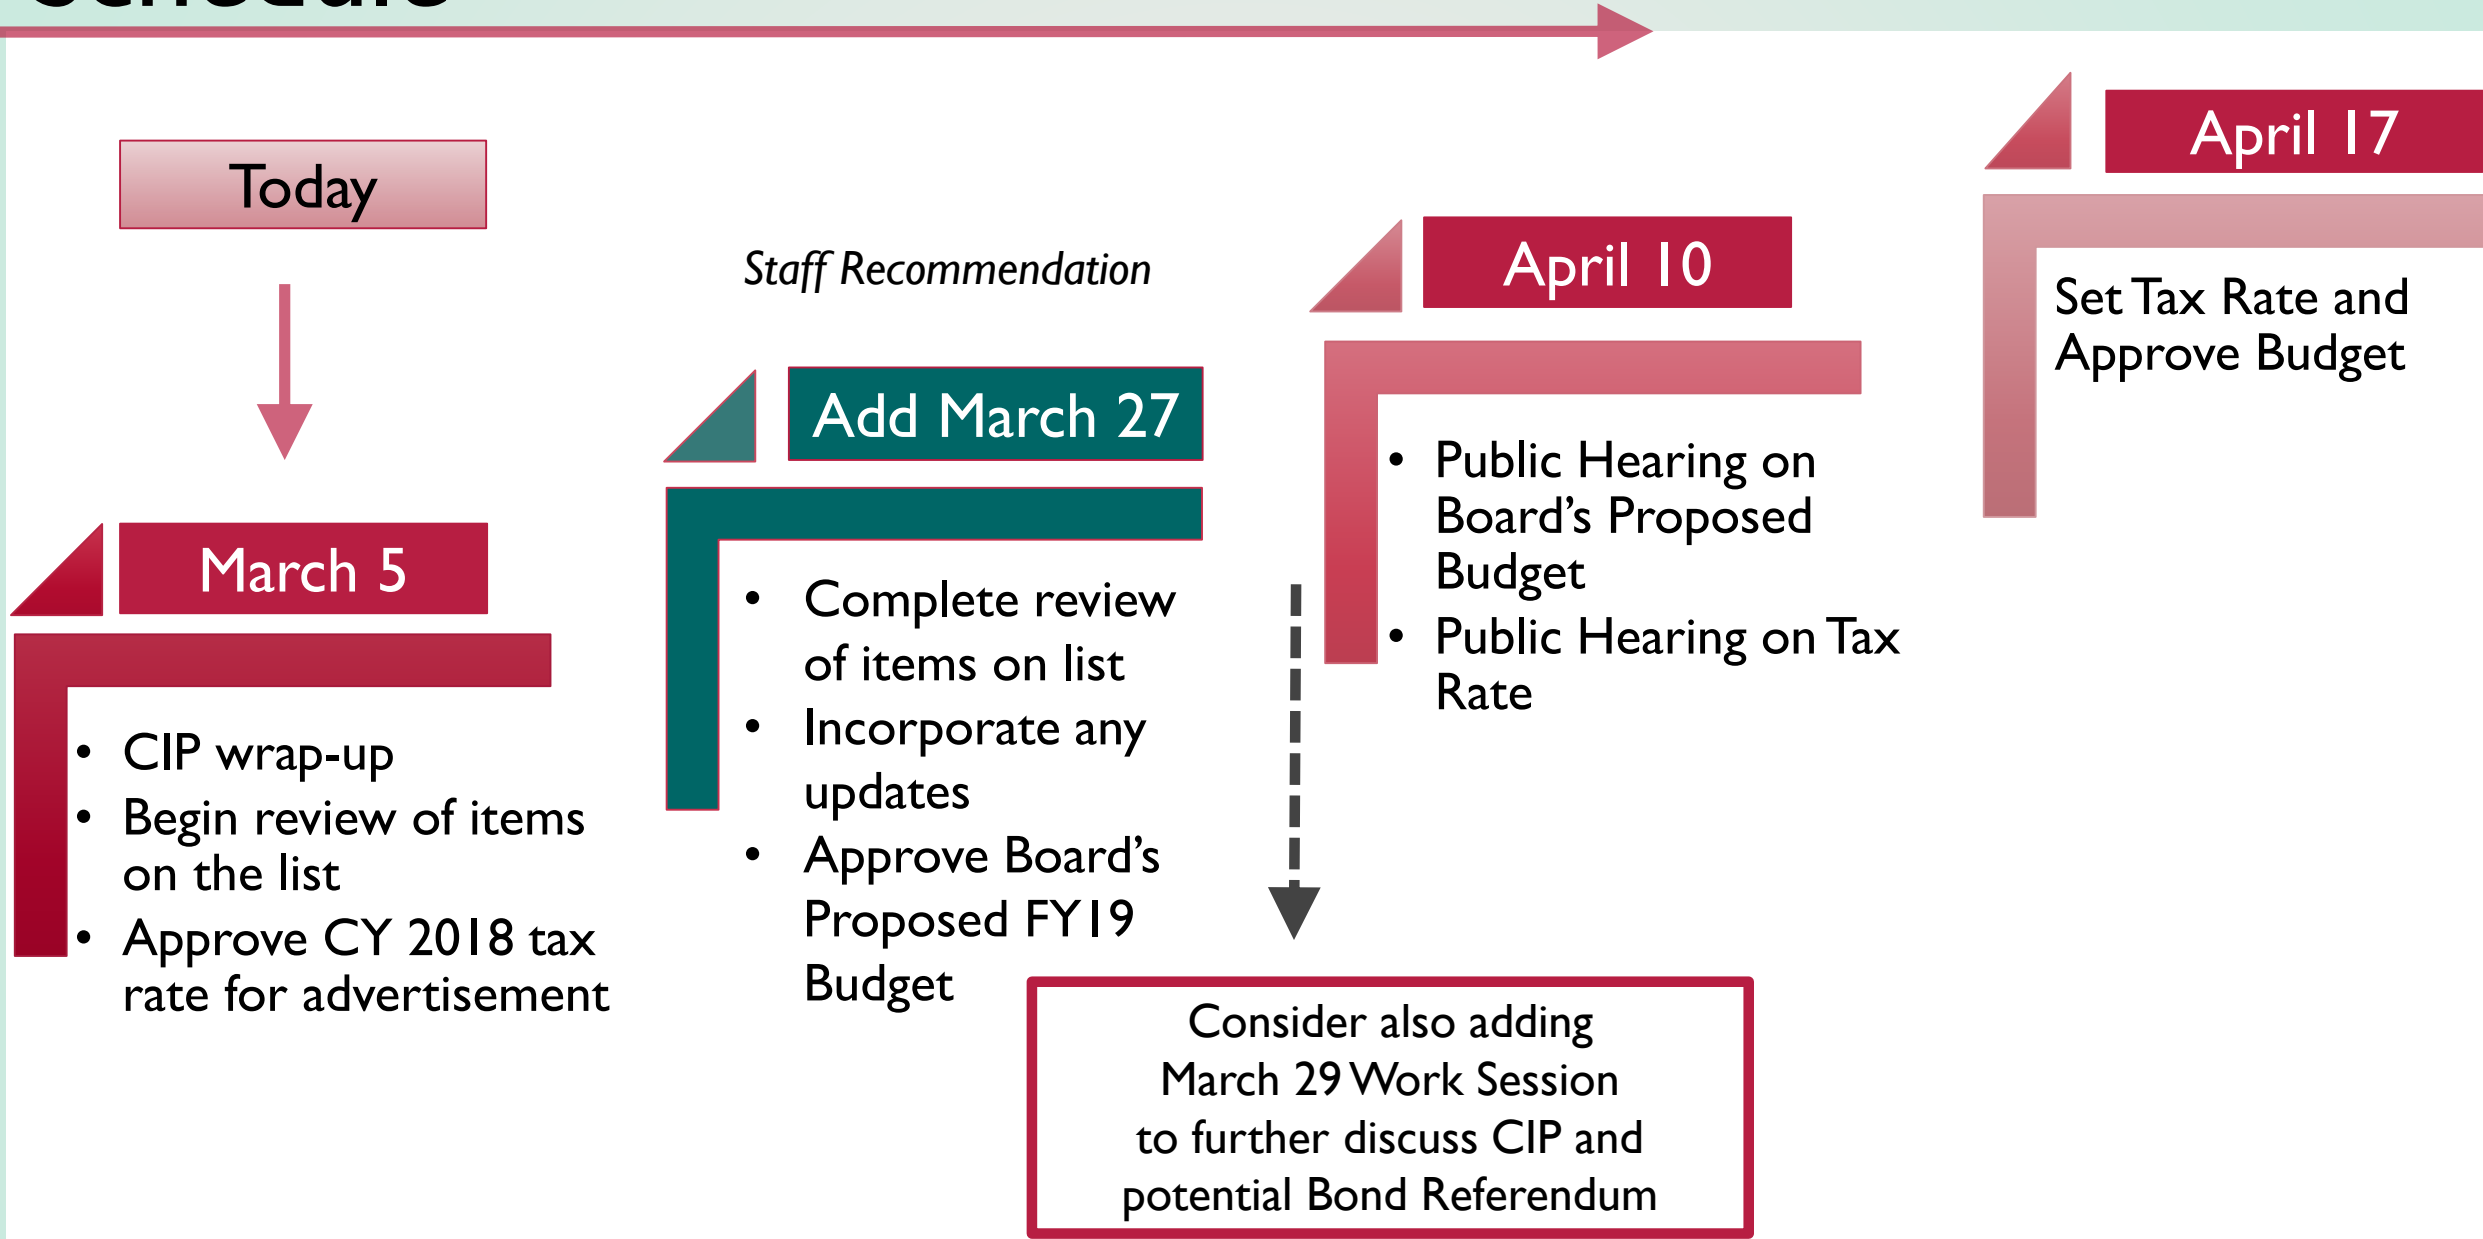 Schedule
Today
March 5
• CIP wrap-up
• Begin review of items
on the list
• Approve CY 2018 tax
rate for advertisement
Staff Recommendation
Add March 27
• Complete review
of items on list
• Incorporate any
updates
• Approve Board's
Proposed FY19
Budget
April 10
• Public Hearing on
Board's Proposed
Budget
• Public Hearing on Tax
Rate
Consider also adding
March 29 Work Session
to further discuss CIP and
potential Bond Referendum
April 17
Set Tax Rate and
Approve Budget